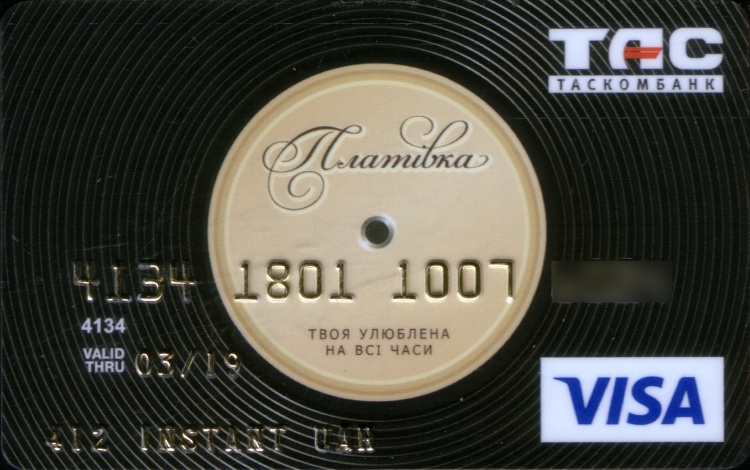 ТАС
ТАСКОМБАНК
Платівка
4134 1801 1007
4134
ТВОЯ УЛЮБЛЕНА
НА ВСІ ЧАСИ
VALID
THRU 03/19
412 INSTANT UAH
VISA